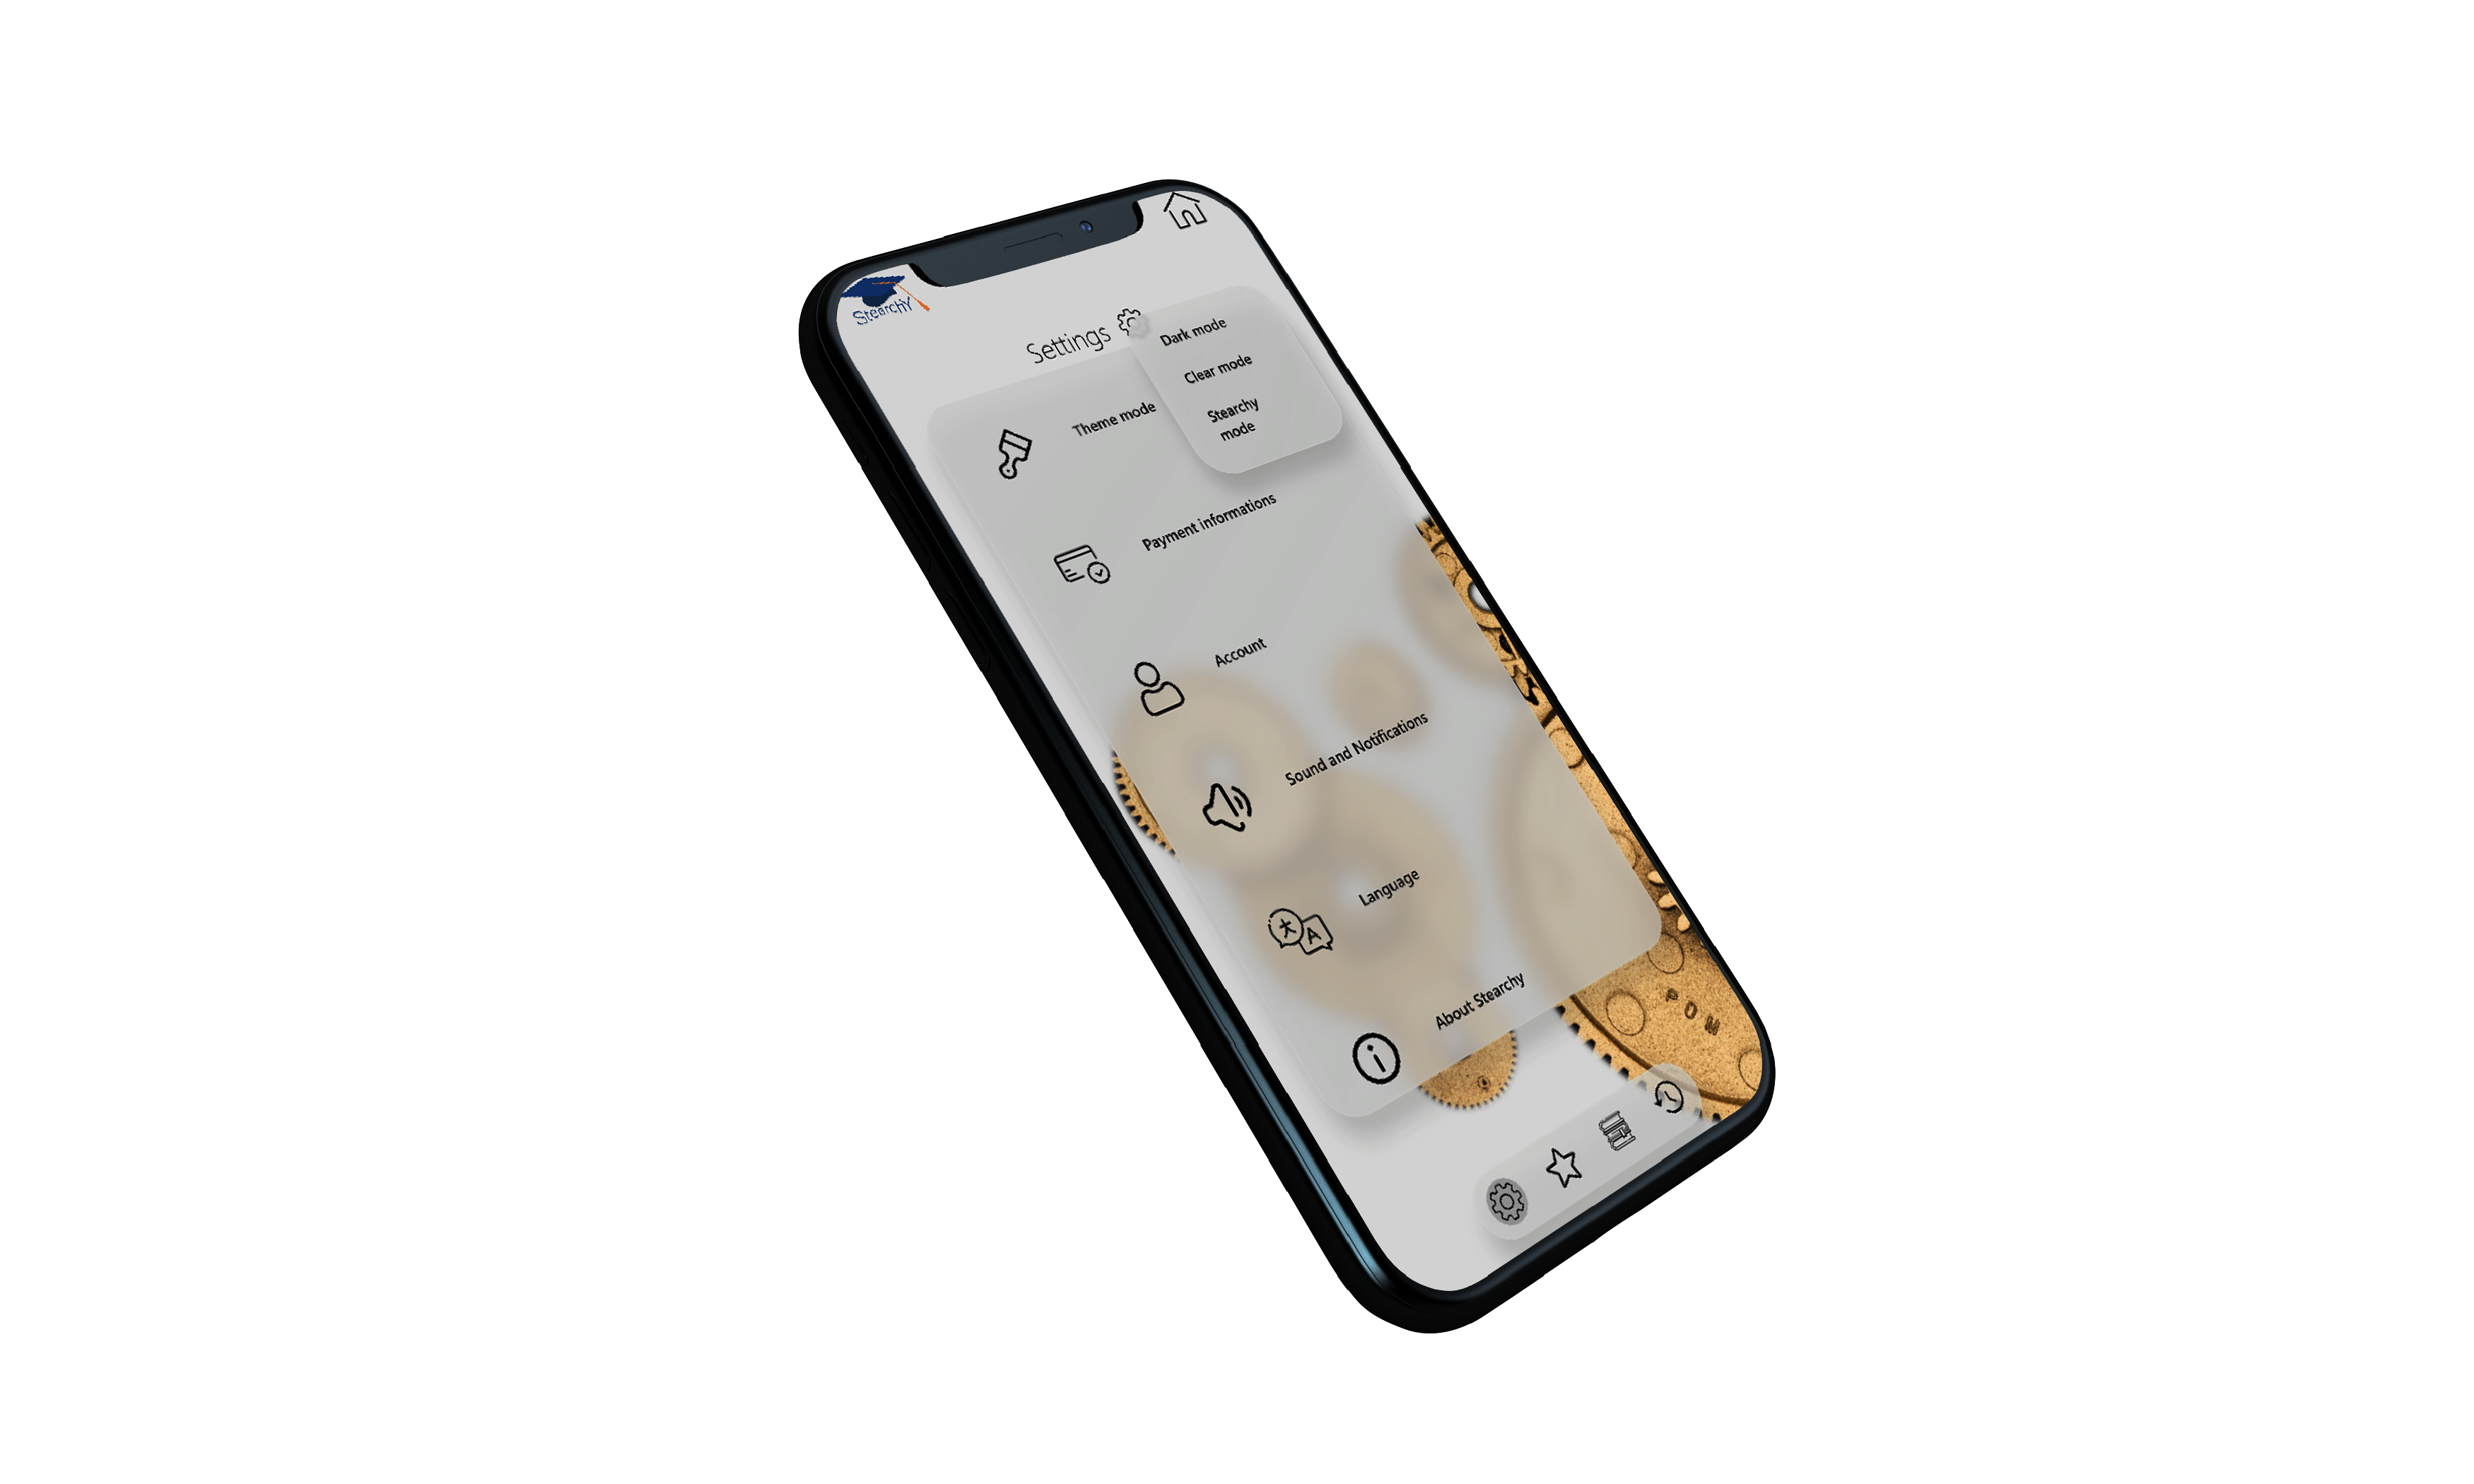 StearchY
Settings
Dark mode
Clear mode
Stearchy
mode
Theme mode
Payment informations
Account
Sound and Notifications
Language
About Stearchy
P O M